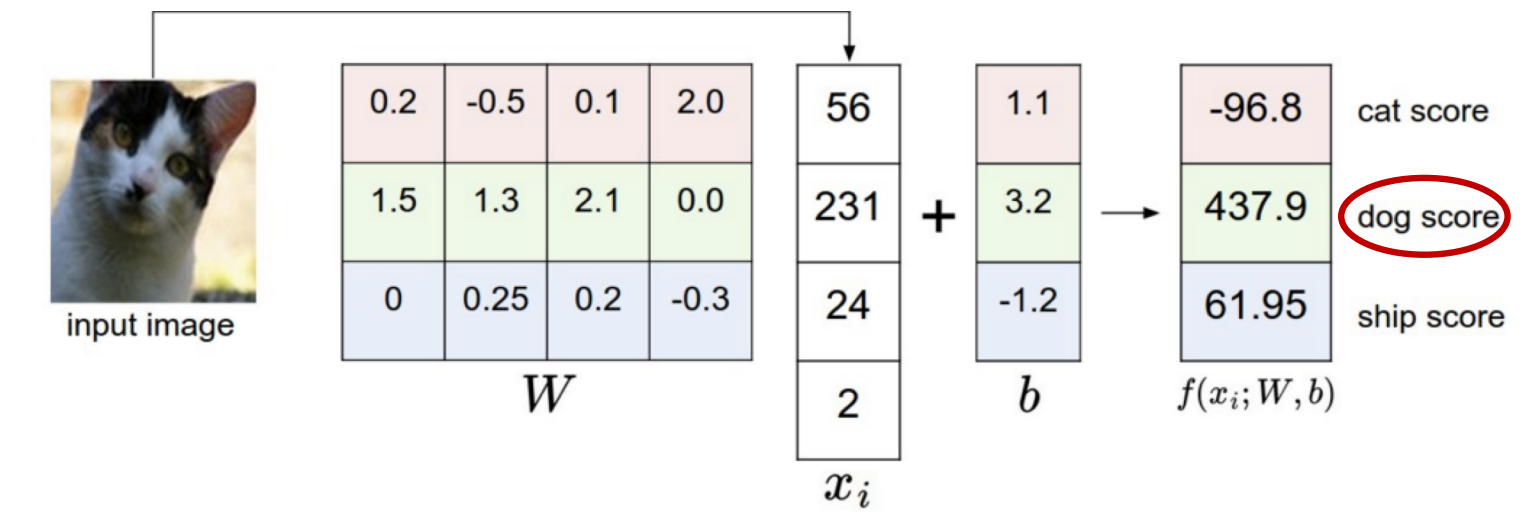 0.2 -0.5 0.1 2.0 56 1.1 -96.8 cat score
1.5 1.3 2.1 0.0 231 + 3.2 437.9 dog score
0 0.25 0.2 -0.3 24 -1.2 61.95 ship score
input image
2
W b f(x_i; W, b)
x_i